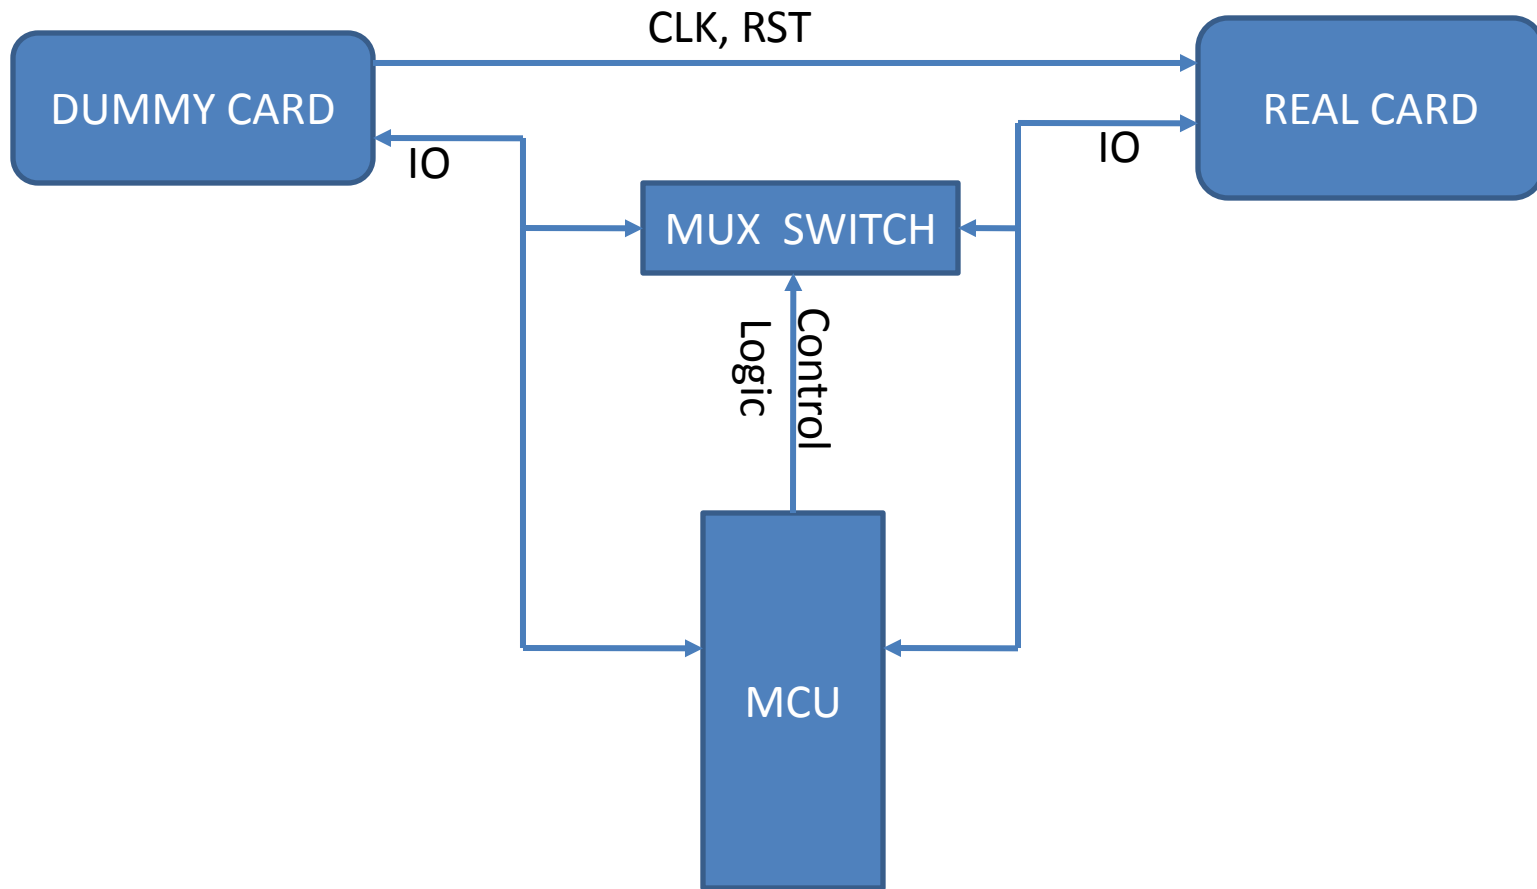 CLK, RST
DUMMY CARD
REAL CARD
IO
IO
MUX SWITCH
Control
Logic
MCU